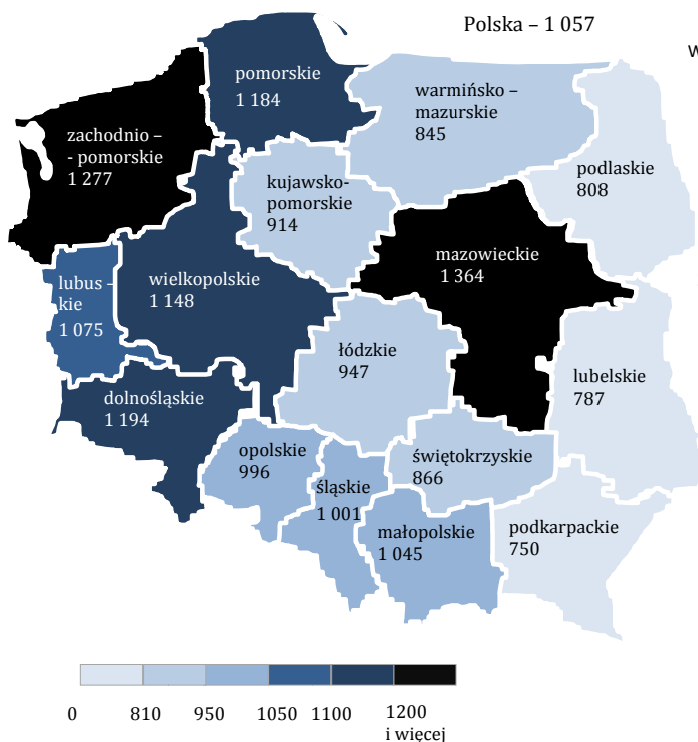 Polska – 1 057
w
pomorskie
1 184
warmińsko –
mazurskie
845
zachodnio –
- pomorskie
1 277
podlaskie
808
kujawsko-
pomorskie
914
mazowieckie
1 364
lubus –
kie
1 075
wielkopolskie
1 148
łódzkie
947
lubelskie
787
dolnośląskie
1 194
opolskie
996
świętokrzyskie
866
śląskie
1 001
małopolskie
1 045
podkarpackie
750
0 810 950 1050 1100 1200
i więcej